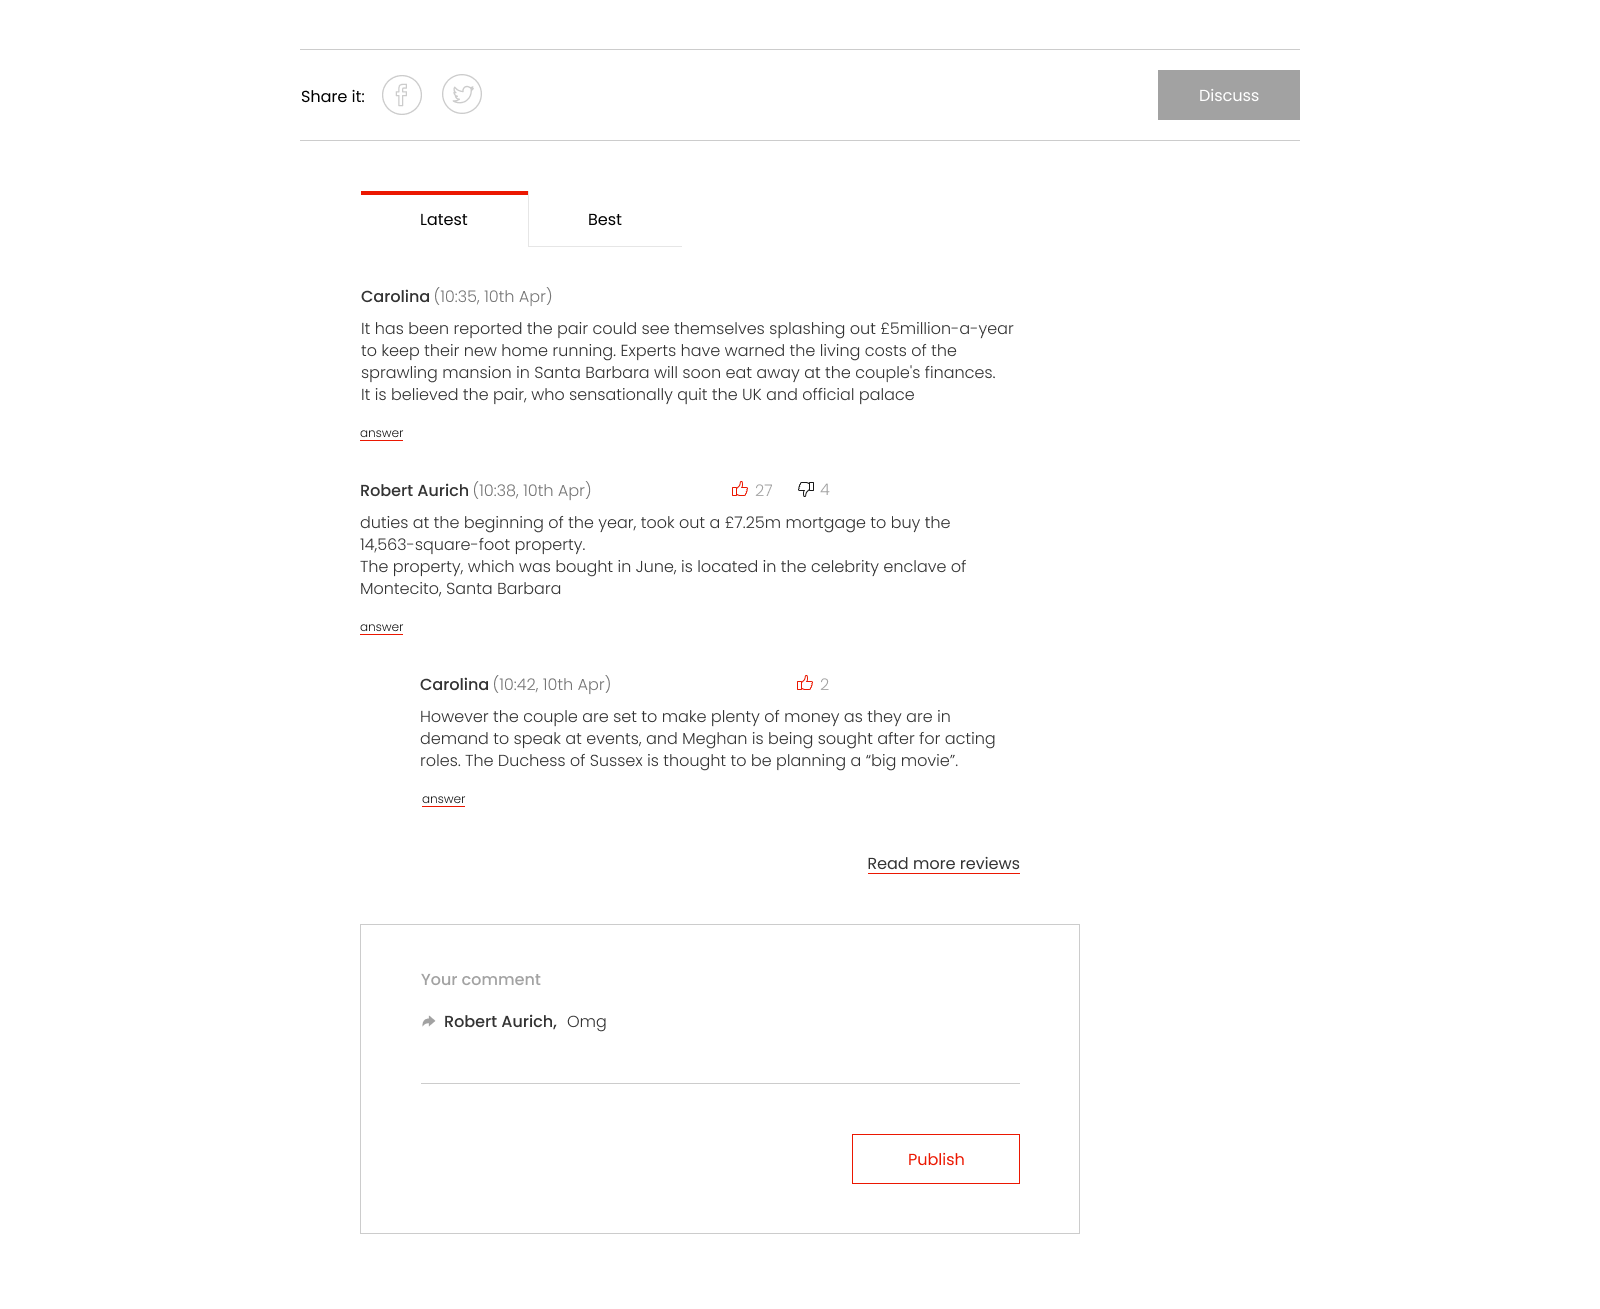 Share it:
Discuss
Latest
Best
Carolina (10:35, 10th Apr)
It has been reported the pair could see themselves splashing out £5million-a-year
to keep their new home running. Experts have warned the living costs of the
sprawling mansion in Santa Barbara will soon eat away at the couple's finances.
It is believed the pair, who sensationally quit the UK and official palace
answer
Robert Aurich (10:38, 10th Apr) 27 4
duties at the beginning of the year, took out a £7.25m mortgage to buy the
14,563-square-foot property.
The property, which was bought in June, is located in the celebrity enclave of
Montecito, Santa Barbara
answer
Carolina (10:42, 10th Apr) 2
However the couple are set to make plenty of money as they are in
demand to speak at events, and Meghan is being sought after for acting
roles. The Duchess of Sussex is thought to be planning a “big movie”.
answer
Read more reviews
Your comment
Robert Aurich, Omg
Publish